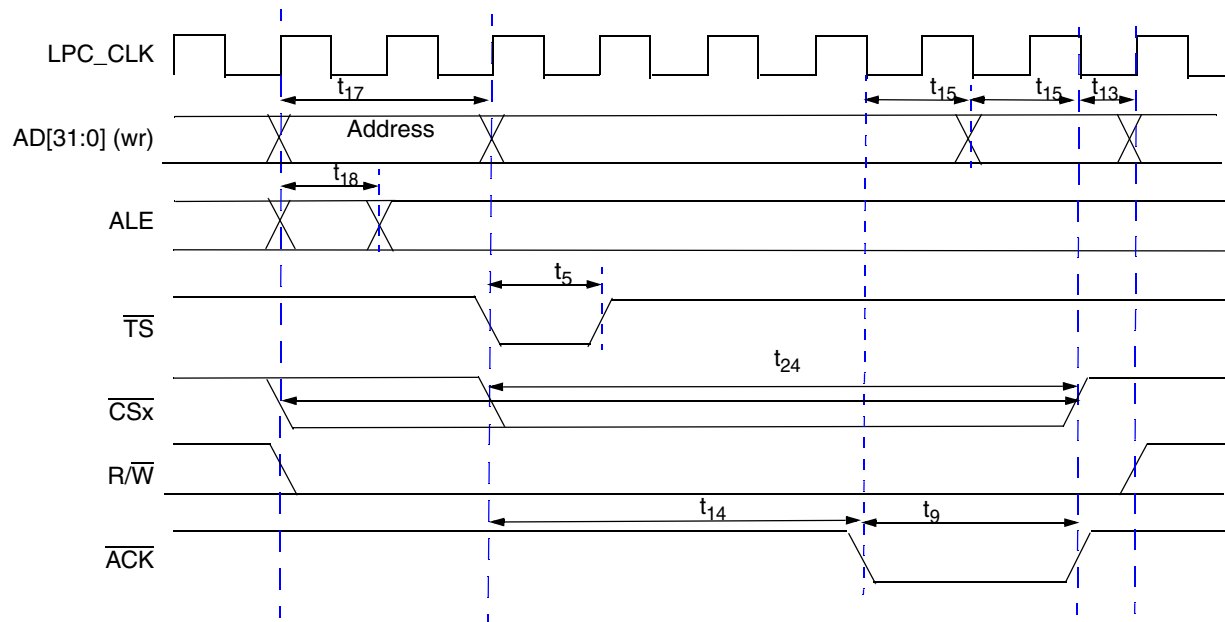 LPC_CLK
t17
t15
t15
t13
AD[31:0] (wr)
Address
t18
ALE
t5
TS
t24
CSx
R/W
t14
t9
ACK